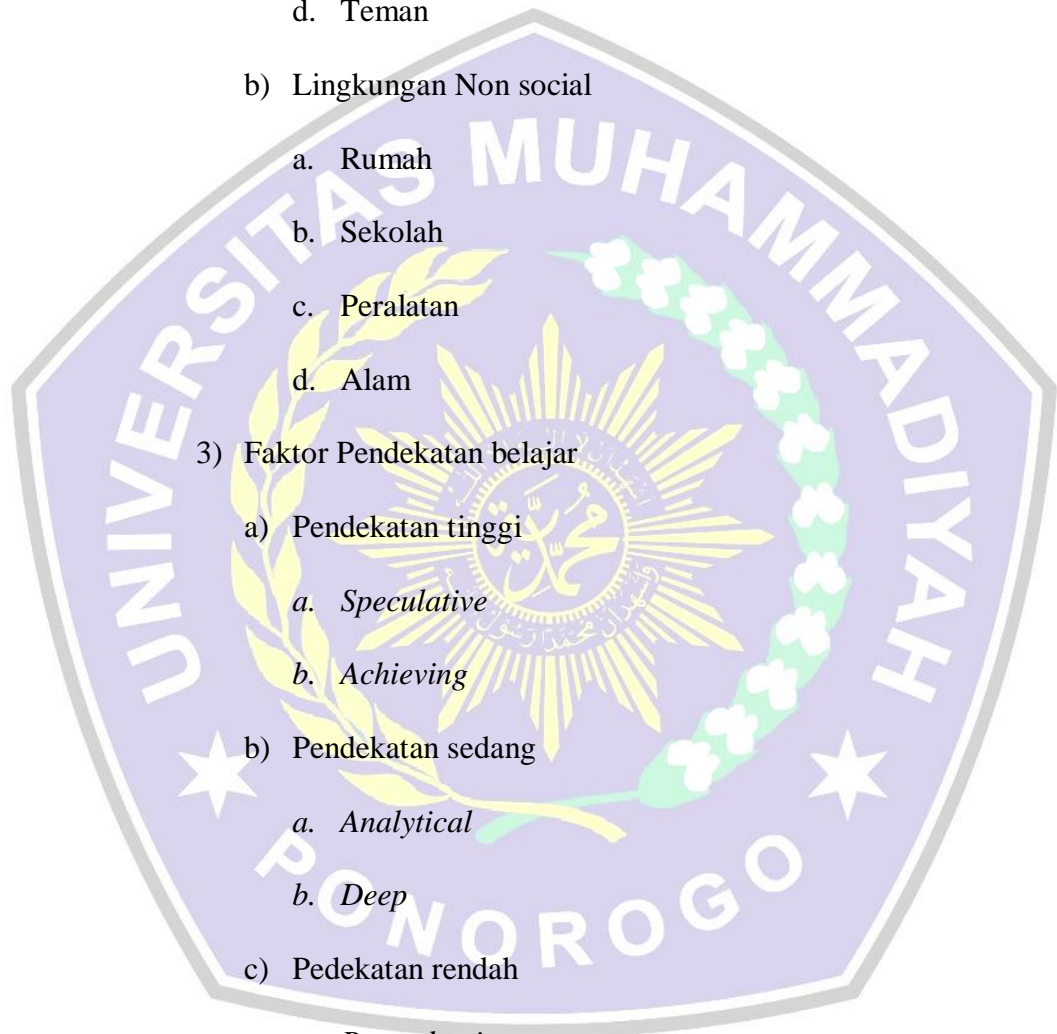 d. Teman
b) Lingkungan Non social
a. Rumah
b. Sekolah
c. Peralatan
d. Alam
3) Faktor Pendekatan belajar
a) Pendekatan tinggi
a. Speculative
b. Achieving
b) Pendekatan sedang
a. Analytical
b. Deep
c) Pedekatan rendah
UNIVERSITAS MUHAMMADIYAH
PONOROGO
محمد